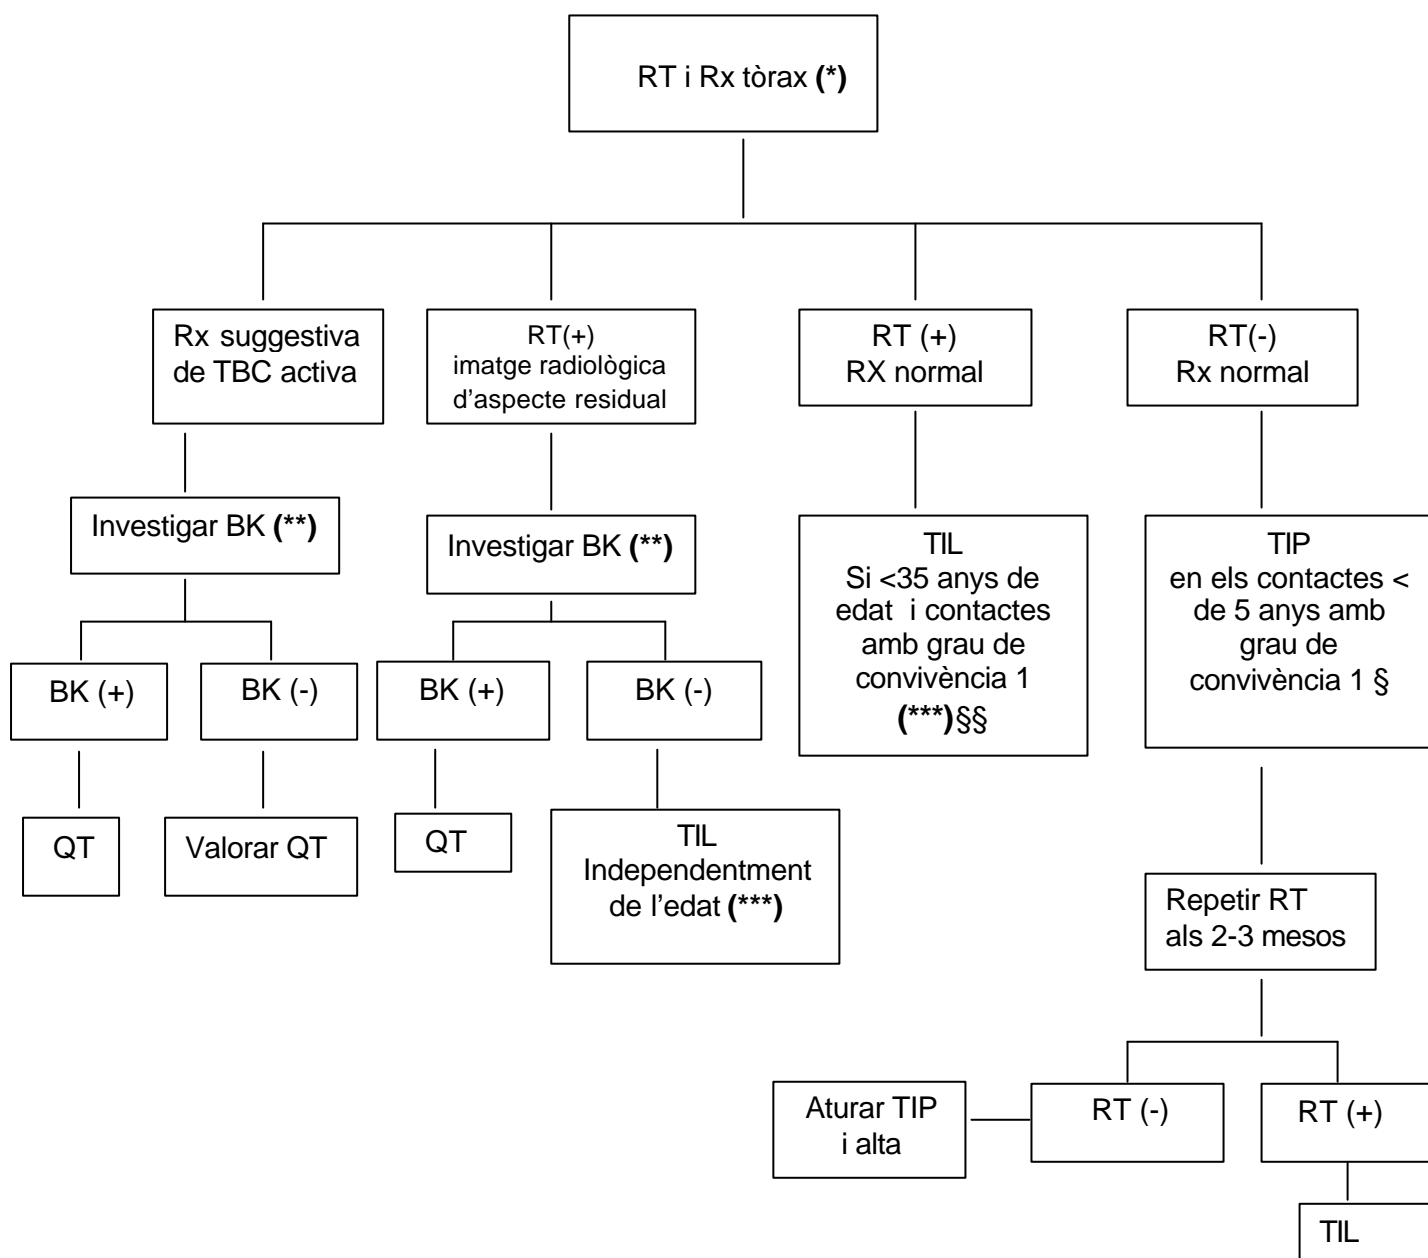 RT i Rx tòrax (*)
Rx suggestiva
de TBC activa
RT(+)
imatge radiològica
d'aspecte residual
RT (+)
RX normal
RT(-)
Rx normal
Investigar BK (**)
Investigar BK (**)
TIL
Si <35 anys de
edat i contactes
amb grau de
convivència 1
(***)§§
TIP
en els contactes <
de 5 anys amb
grau de
convivència 1 §
BK (+)
BK (-)
BK (+)
BK (-)
QT
Valorar QT
QT
TIL
Independentment
de l'edat (***)
Repetir RT
als 2-3 mesos
Aturar TIP
i alta
RT (-)
RT (+)
TIL